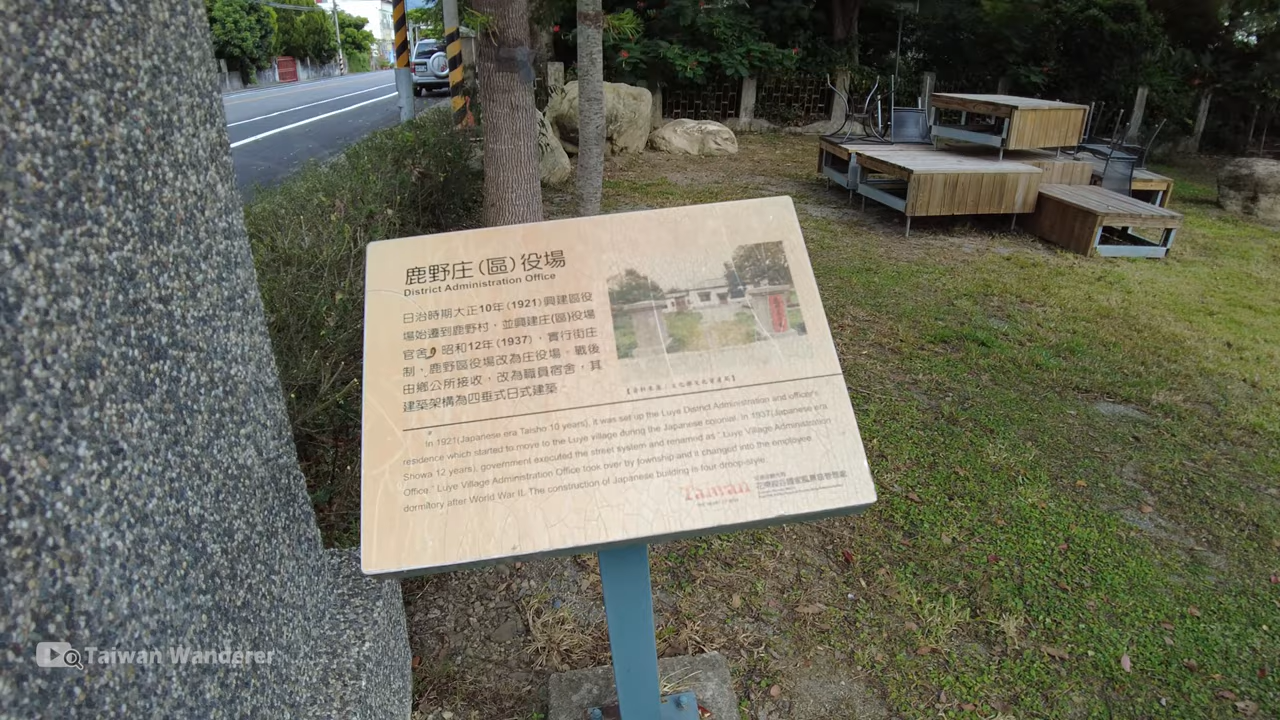 鹿野庄(區)役場
District Administration Office
日治時期大正10年(1921)興建區役
場始遷到鹿野村，並興建庄(區)役場
官舍，昭和12年(1937)，實行街庄
制，鹿野區役場改為庄役場。戰後
由鄉公所接收，改為職員宿舍，其
建築架構為四垂式日式建築。
In 1921(Japanese era Taisho 10 years), it was set up the Luye District Administration and officer's
residence which started to move to the Luye village during the Japanese colonial. In 1937(Japanese era
Showa 12 years), government executed the street system and renamed as " Luye Village Administration
Office." Luye Village Administration Office took over by township and it changed into the employee
dormitory after World War II. The construction of Japanese building is four droop-style.
Taiwan
Taiwan Wanderer